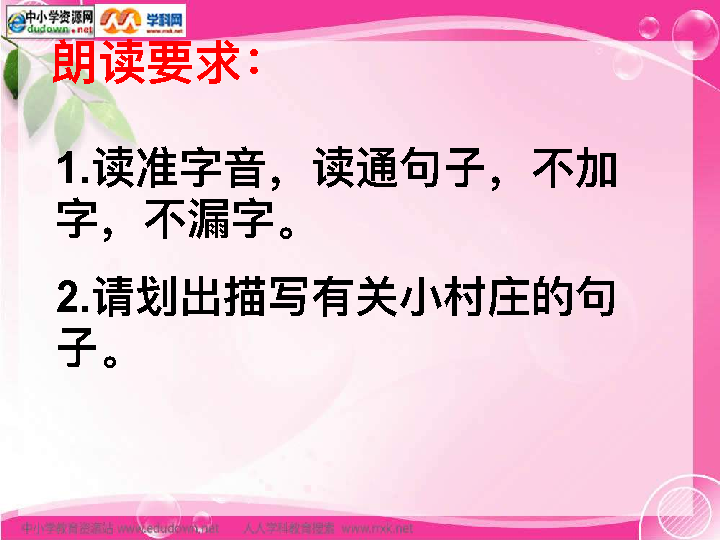 中小学资源网 学科网
dudown.net www.nxk.net
朗读要求：
1.读准字音，读通句子，不加
字，不漏字。
2.请划出描写有关小村庄的句
子。
中小学教育资源站 www.edudown.net 人人学科教育搜索 www.rrxk.net